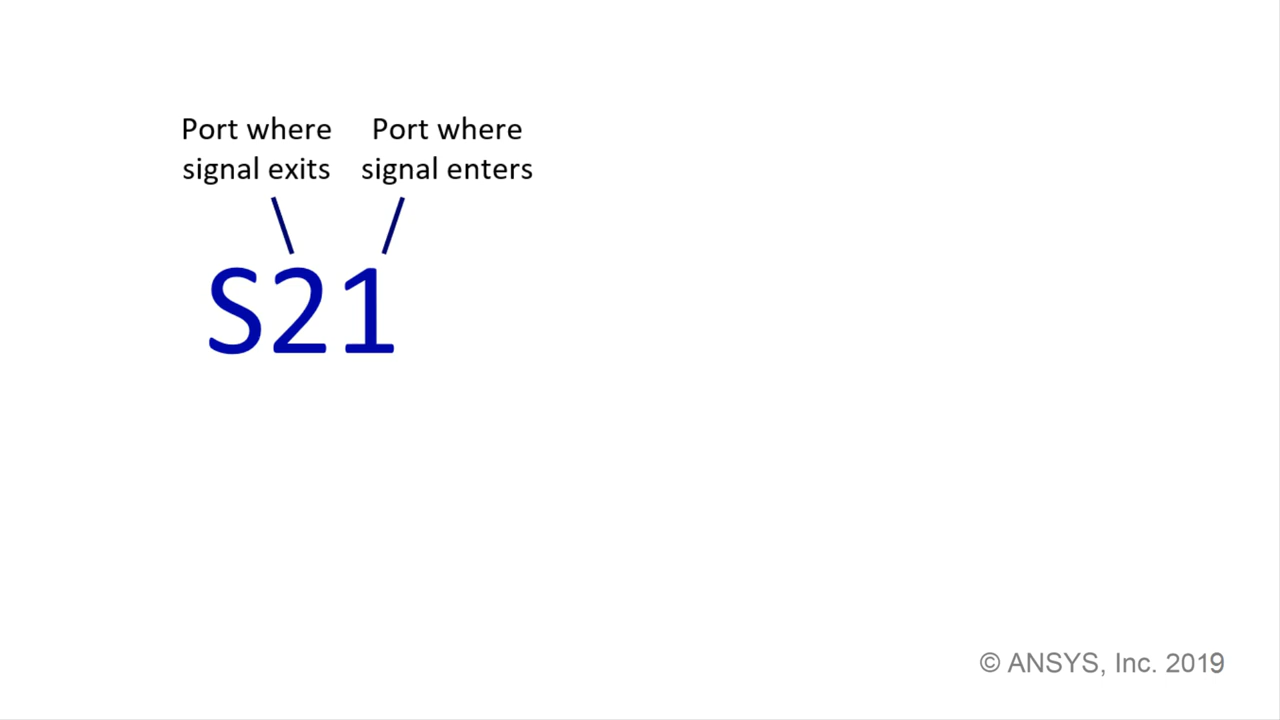 Port where
signal exits
Port where
signal enters
S21
© ANSYS, Inc. 2019